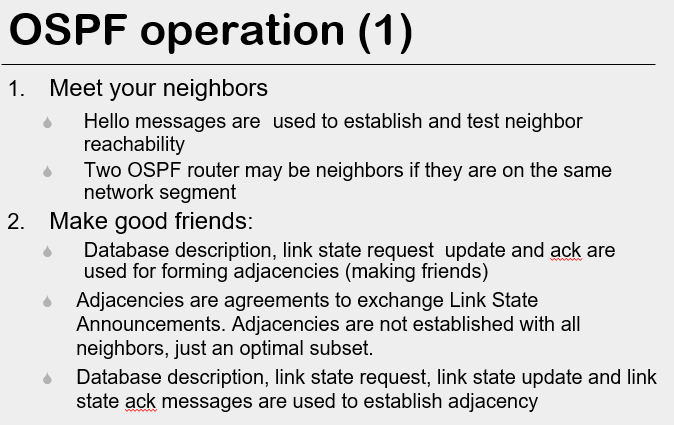 OSPF operation (1)
1. Meet your neighbors
Hello messages are used to establish and test neighbor
reachability
Two OSPF router may be neighbors if they are on the same
network segment
2. Make good friends:
Database description, link state request update and ack are
used for forming adjacencies (making friends)
Adjacencies are agreements to exchange Link State
Announcements. Adjacencies are not established with all
neighbors, just an optimal subset.
Database description, link state request, link state update and link
state ack messages are used to establish adjacency